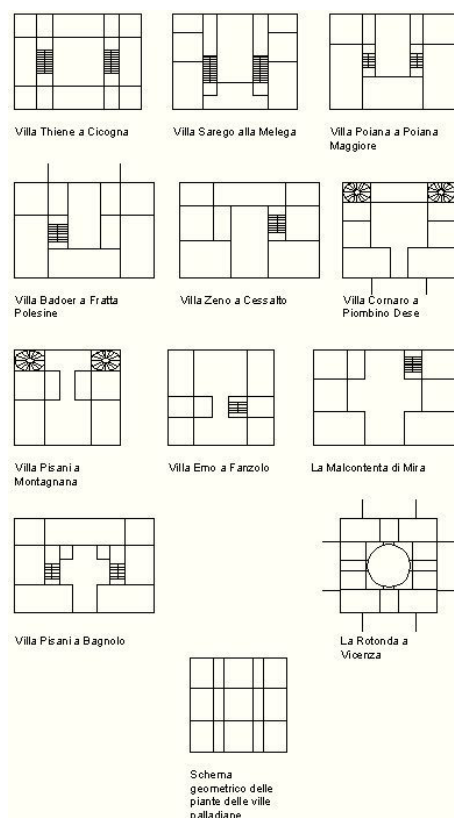 Villa Thiene a Cicogna
Villa Sarego alla Melega
Villa Poiana a Poiana
Maggiore
Villa Badoer a Fratta
Polesine
Villa Zeno a Cessalto
Villa Cornaro a
Piombino Dese
Villa Pisani a
Montagnana
Villa Emo a Fanzolo
La Malcontenta di Mira
Villa Pisani a Bagnolo
La Rotonda a
Vicenza
Schema
geometrico delle
piante delle ville
palladiane